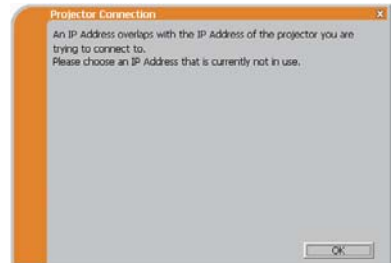 Projector Connection
An IP Address overlaps with the IP Address of the projector you are
trying to connect to.
Please choose an IP Address that is currently not in use.
OK